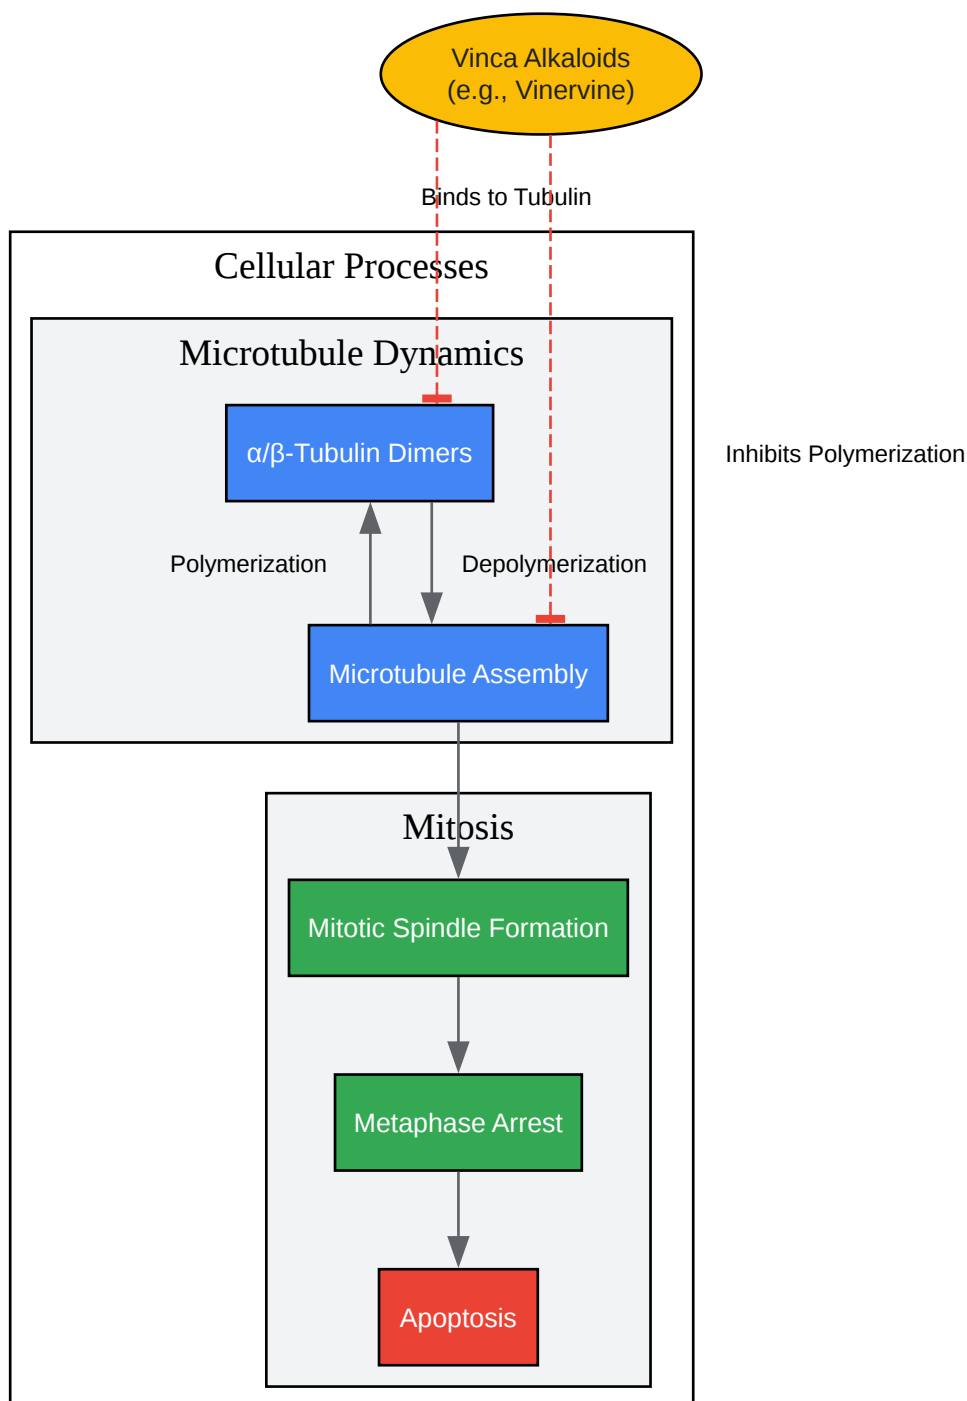 Vinca Alkaloids
(e.g., Vinervine)
Binds to Tubulin
Cellular Processes
Microtubule Dynamics
α/β-Tubulin Dimers
Inhibits Polymerization
Polymerization
Depolymerization
Microtubule Assembly
Mitosis
Mitotic Spindle Formation
Metaphase Arrest
Apoptosis